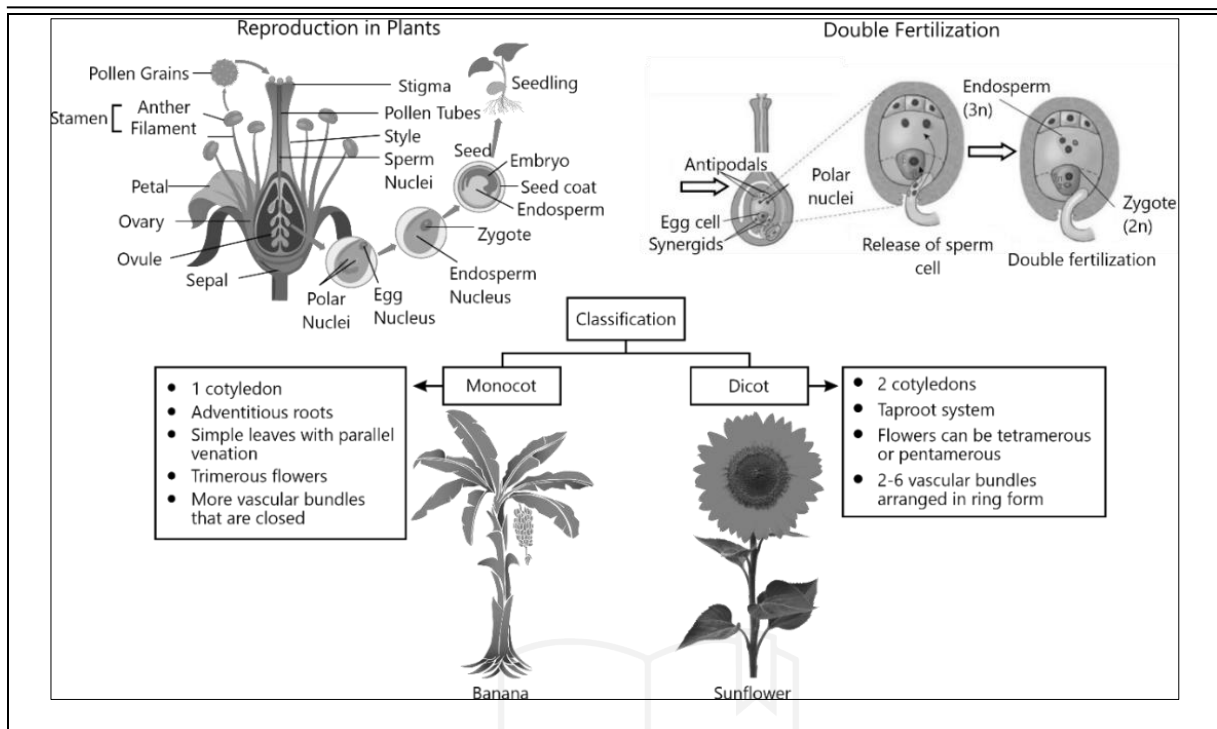 Reproduction in Plants
Pollen Grains
Stamen
Anther
Filament
Petal
Ovary
Ovule
Sepal
Stigma
Pollen Tubes
Style
Sperm
Nuclei
Polar
Nuclei
Egg
Nucleus
Zygote
Endosperm
Nucleus
Seed
Embryo
Seed coat
Endosperm
Seedling
Double Fertilization
Antipodals
Polar
nuclei
Egg cell
Synergids
Release of sperm
cell
Endosperm
(3n)
Zygote
(2n)
Double fertilization
Classification
Monocot
• 1 cotyledon
• Adventitious roots
• Simple leaves with parallel
venation
• Trimerous flowers
• More vascular bundles
that are closed
Banana
Dicot
• 2 cotyledons
• Taproot system
• Flowers can be tetramerous
or pentamerous
• 2-6 vascular bundles
arranged in ring form
Sunflower